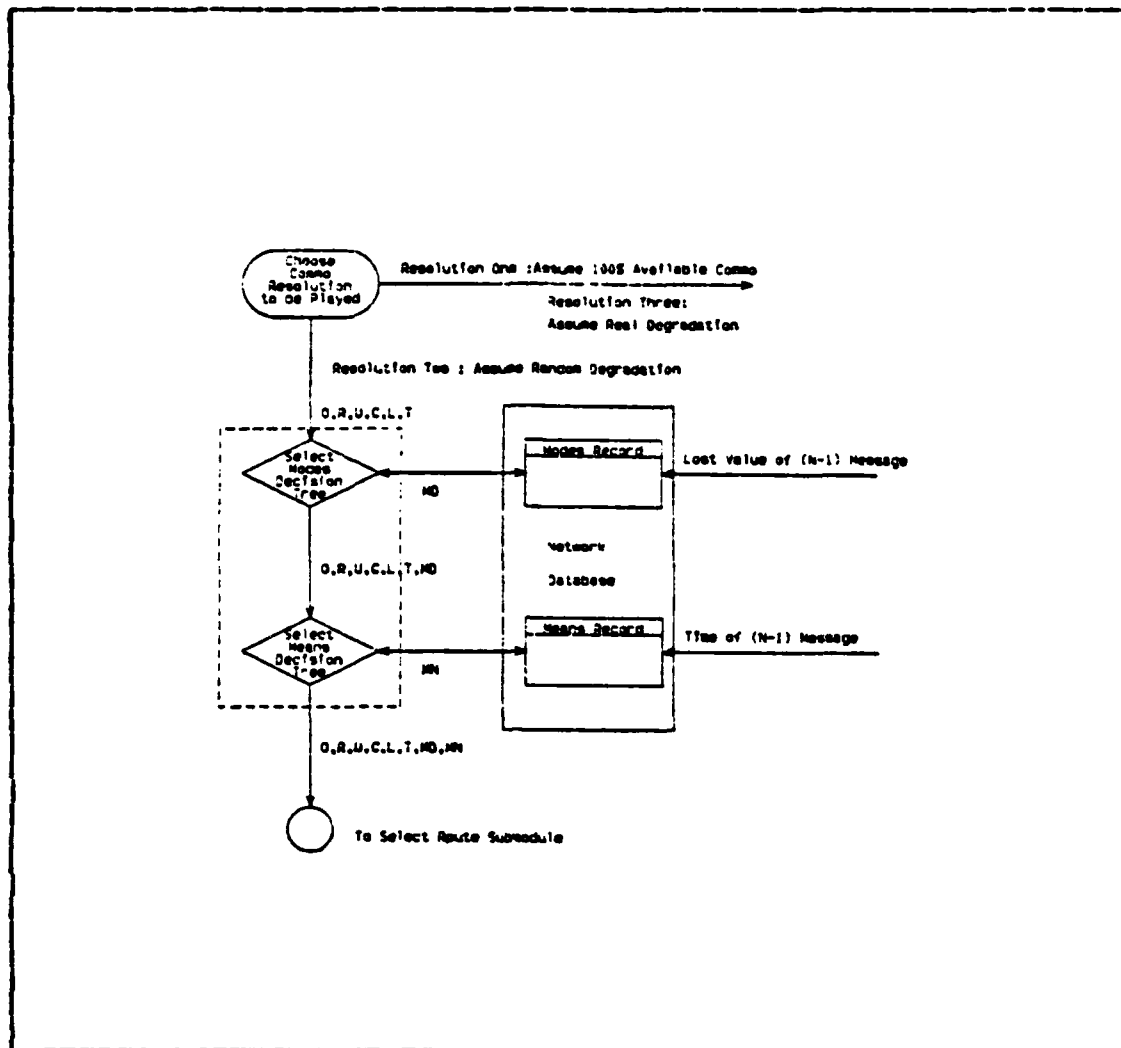 Choose
Commo
Resolution
to be Played
Resolution One :Assume 100% Available Commo
Resolution Three:
Assume Real Degradation
Resolution Two : Assume Random Degradation
O,R,U,C,L,T
Select
Modes
Decision
Tree
MD
Modes Record
Last Value of (N-1) Message
Network
Database
O,R,U,C,L,T,MD
Select
Means
Decision
Tree
MN
Means Record
Time of (N-1) Message
O,R,U,C,L,T,MD,MN
To Select Route Submodule